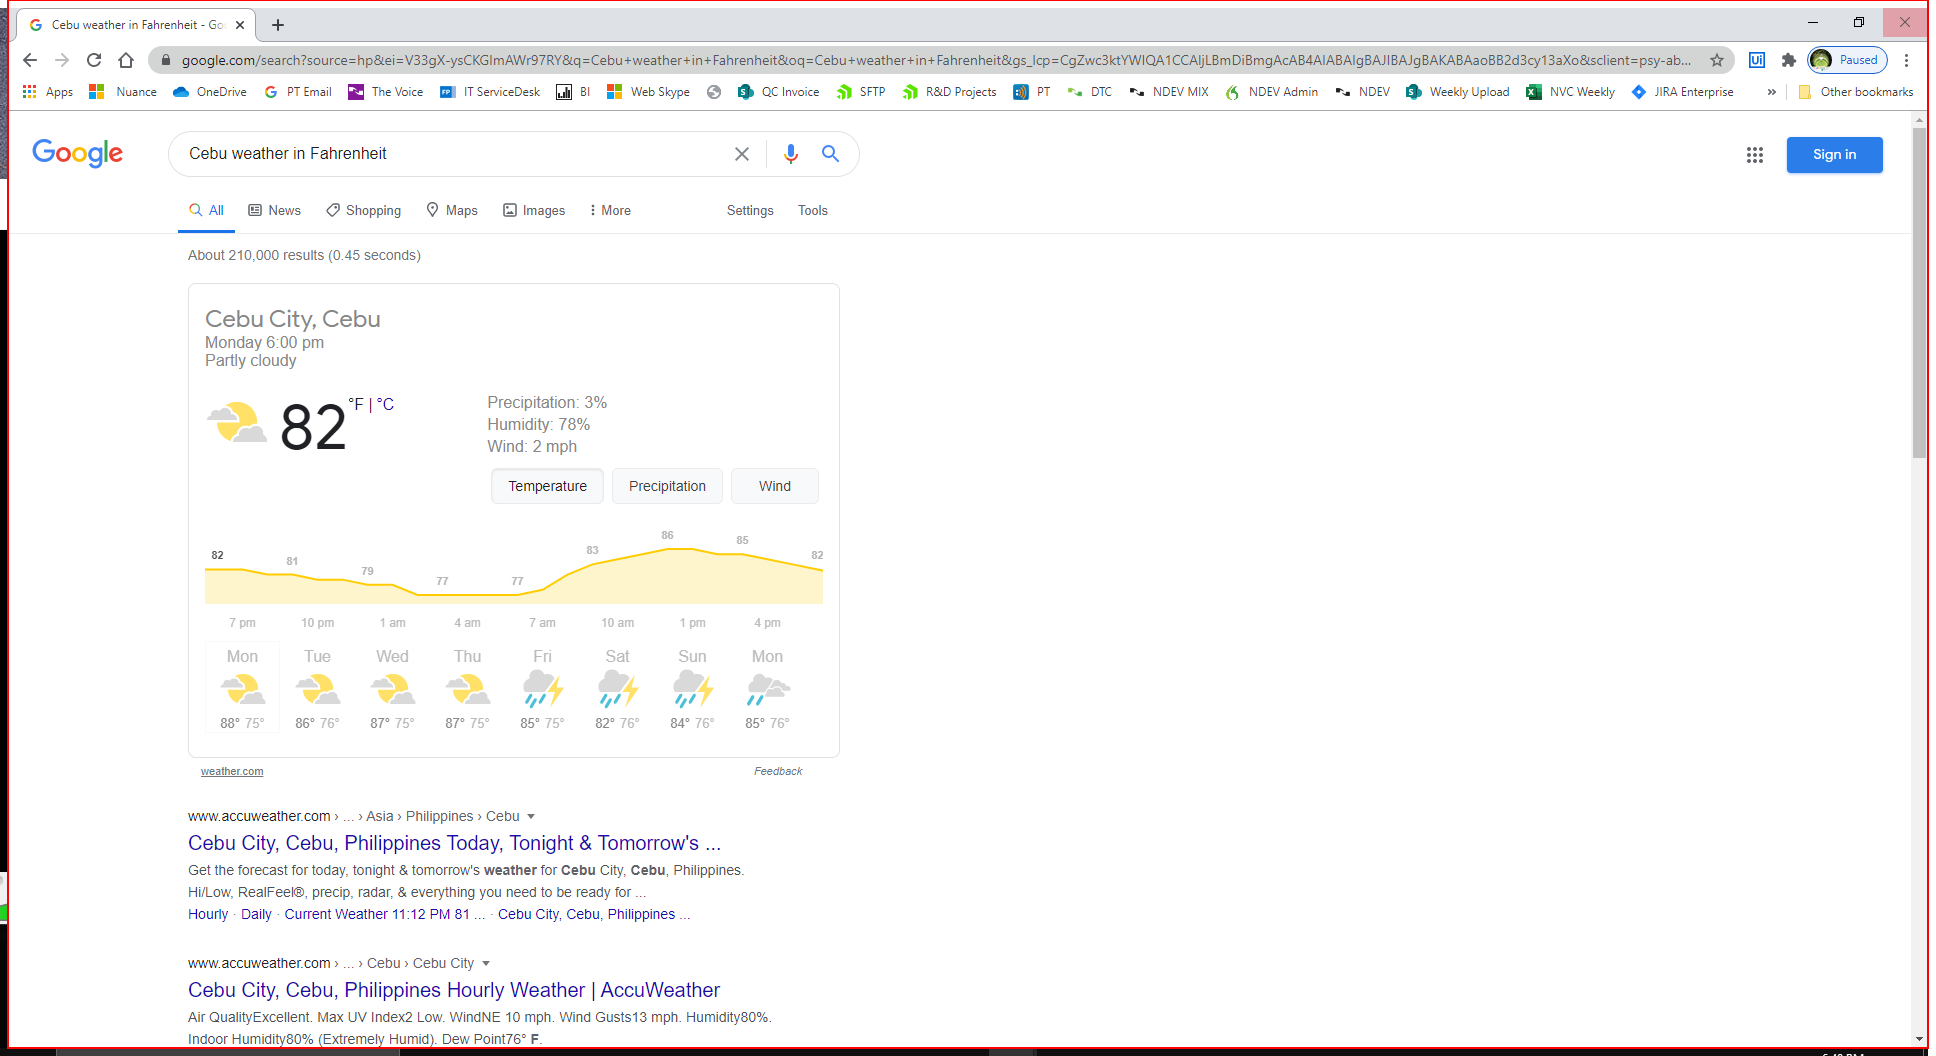 Cebu weather in Fahrenheit - Go
google.com/search?source=hp&ei=V33gX-ysCKGImAWr97RY&q=Cebu+weather+in+Fahrenheit&oq=Cebu+weather+in+Fahrenheit&gs_lcp=CgZwc3ktYWIQA1CCAljLBmDiBmgAcAB4AIABAIgBAJIBAJgBAKABAaoBB2d3cy13aXo&sclient=psy-ab... Ui Paused
Apps Nuance OneDrive PT Email The Voice FP IT ServiceDesk BI Web Skype QC Invoice SFTP R&D Projects PT DTC NDEV MIX NDEV Admin NDEV Weekly Upload NVC Weekly JIRA Enterprise » Other bookmarks
Google Cebu weather in Fahrenheit Sign in
All News Shopping Maps Images More Settings Tools
About 210,000 results (0.45 seconds)
Cebu City, Cebu
Monday 6:00 pm
Partly cloudy
82 °F | °C
Precipitation: 3%
Humidity: 78%
Wind: 2 mph
Temperature Precipitation Wind
82 81 79 77 77 83 86 85 82
7 pm 10 pm 1 am 4 am 7 am 10 am 1 pm 4 pm
Mon Tue Wed Thu Fri Sat Sun Mon
88° 75° 86° 76° 87° 75° 87° 75° 85° 75° 82° 76° 84° 76° 85° 76°
weather.com Feedback
www.accuweather.com › ... › Asia › Philippines › Cebu
Cebu City, Cebu, Philippines Today, Tonight & Tomorrow's ...
Get the forecast for today, tonight & tomorrow's weather for Cebu City, Cebu, Philippines.
Hi/Low, RealFeel®, precip, radar, & everything you need to be ready for ...
Hourly · Daily · Current Weather 11:12 PM 81 ... · Cebu City, Cebu, Philippines ...
www.accuweather.com › ... › Cebu › Cebu City
Cebu City, Cebu, Philippines Hourly Weather | AccuWeather
Air QualityExcellent. Max UV Index2 Low. WindNE 10 mph. Wind Gusts13 mph. Humidity80%.
Indoor Humidity80% (Extremely Humid). Dew Point76° F.